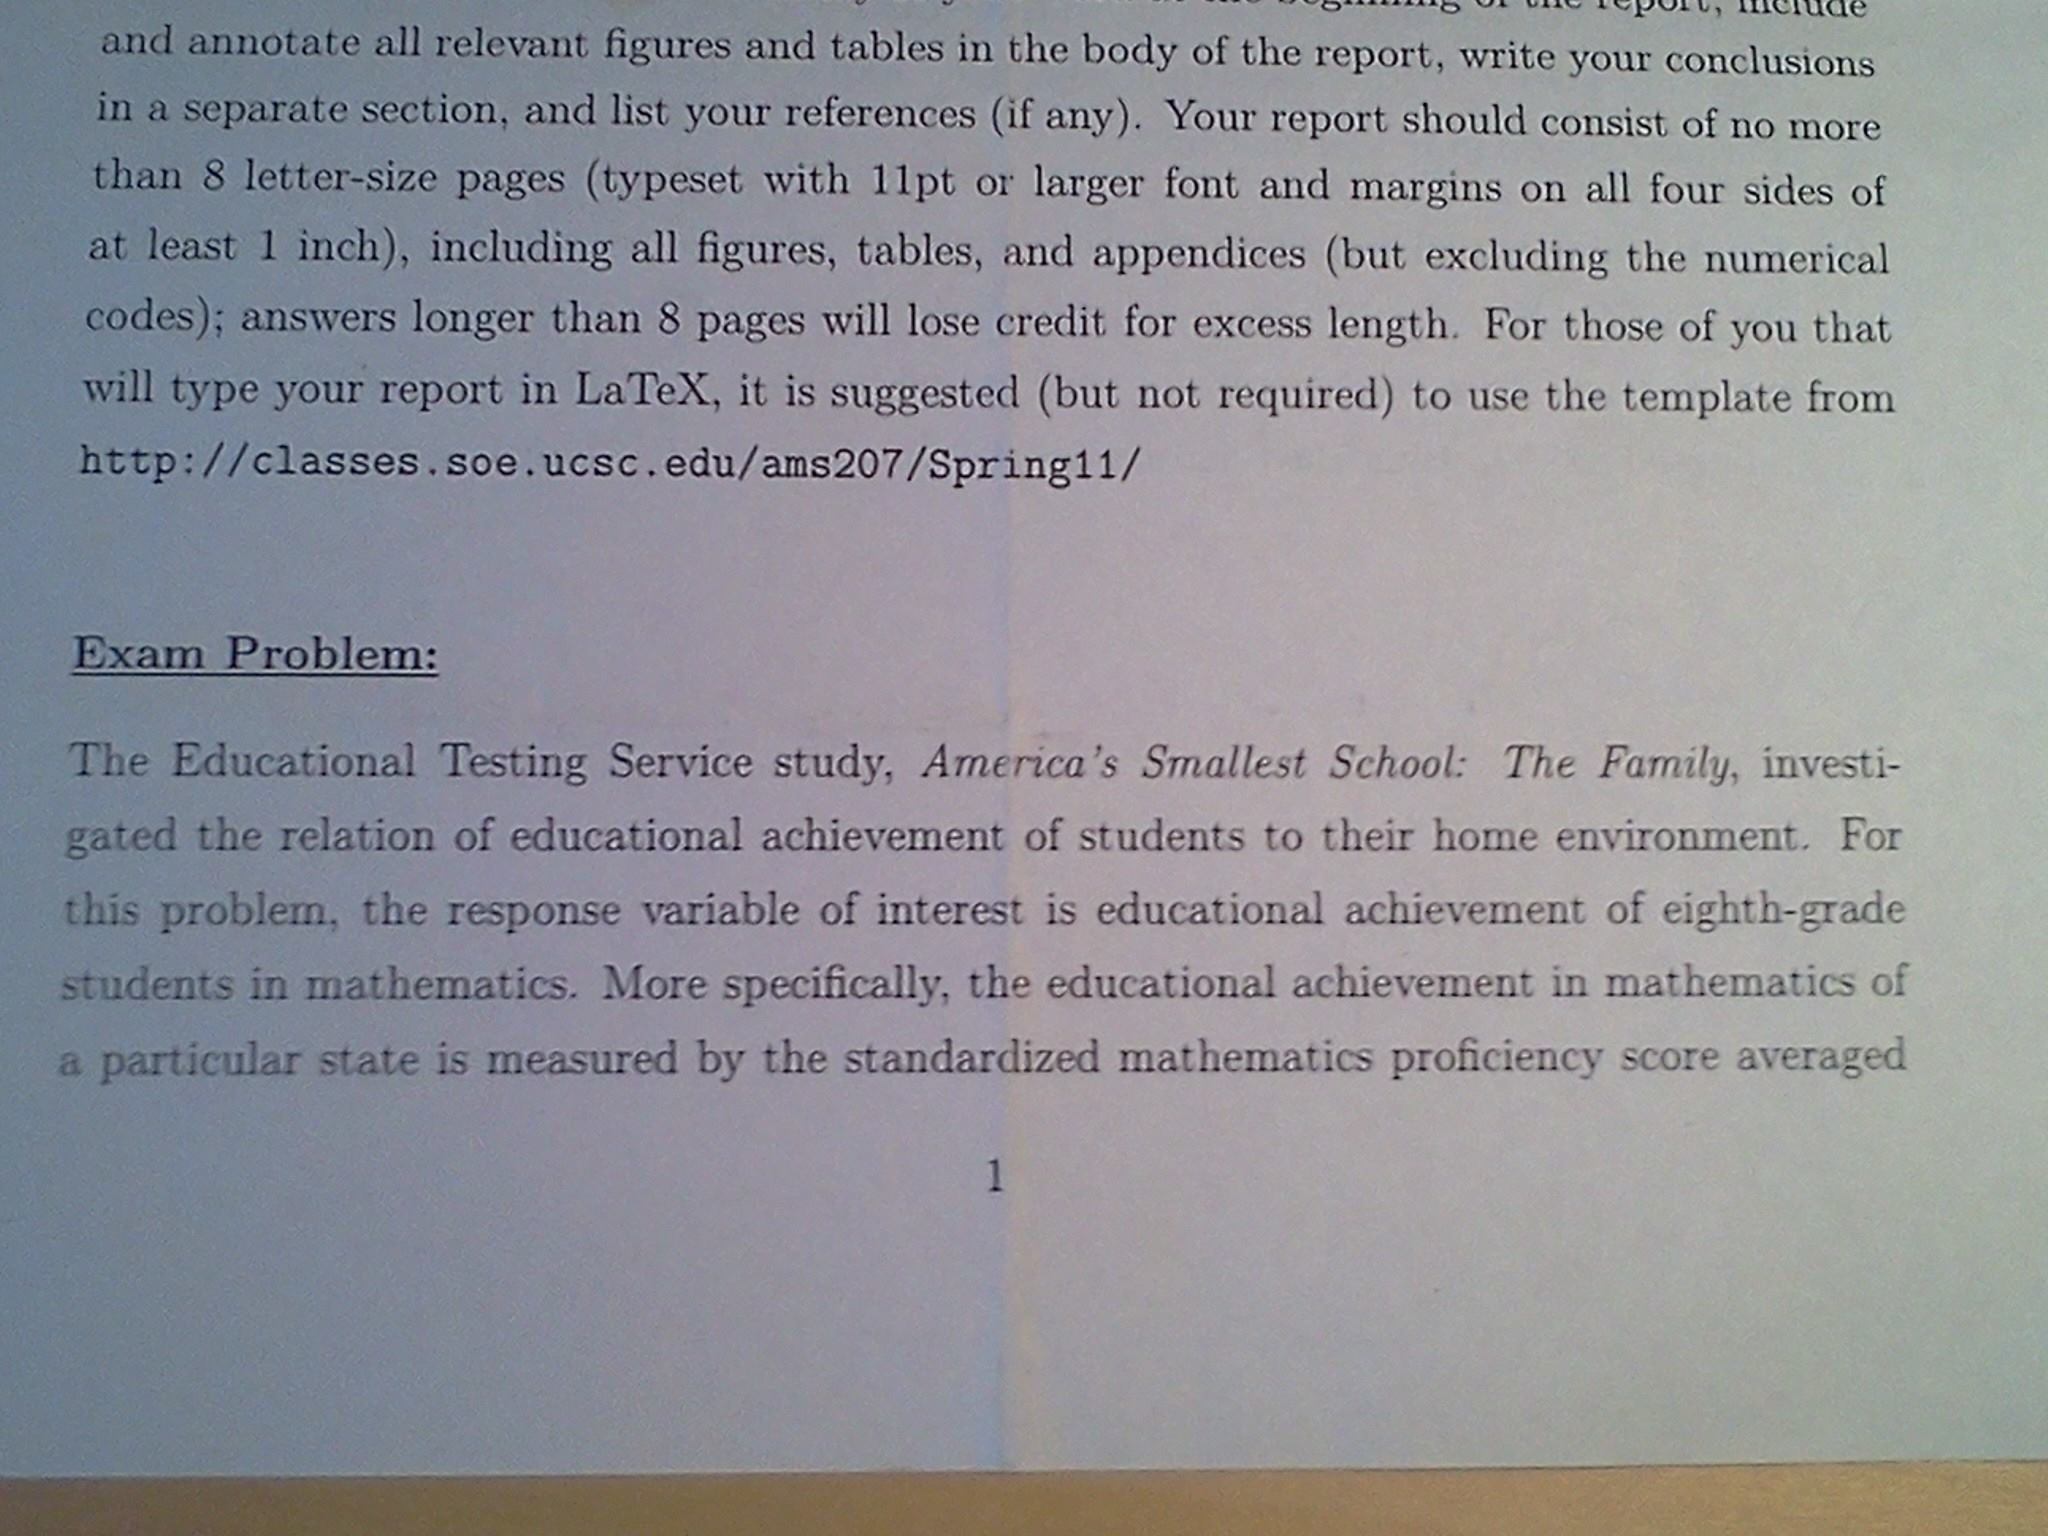 beginning of the report, include
and annotate all relevant figures and tables in the body of the report, write your conclusions
in a separate section, and list your references (if any). Your report should consist of no more
than 8 letter-size pages (typeset with 11pt or larger font and margins on all four sides of
at least 1 inch), including all figures, tables, and appendices (but excluding the numerical
codes); answers longer than 8 pages will lose credit for excess length. For those of you that
will type your report in LaTeX, it is suggested (but not required) to use the template from
http://classes.soe.ucsc.edu/ams207/Spring11/
Exam Problem:
The Educational Testing Service study, America's Smallest School: The Family, investi-
gated the relation of educational achievement of students to their home environment. For
this problem, the response variable of interest is educational achievement of eighth-grade
students in mathematics. More specifically, the educational achievement in mathematics of
a particular state is measured by the standardized mathematics proficiency score averaged
1